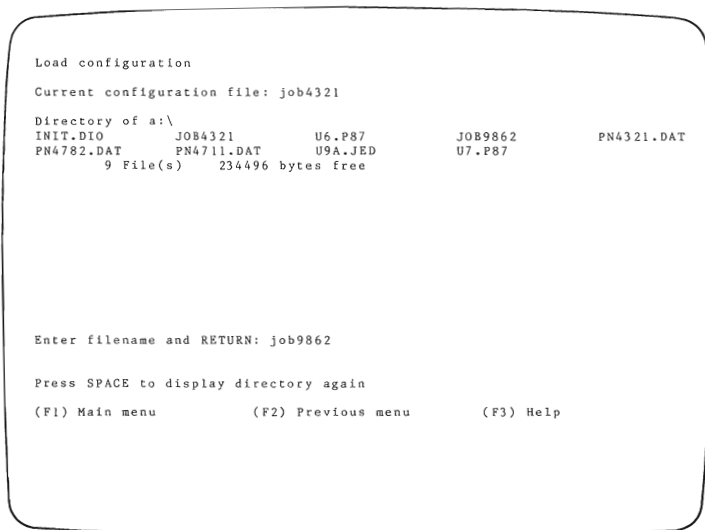 Load configuration
Current configuration file: job4321
Directory of a:\
INIT.DIO JOB4321 U6.P87 JOB9862 PN4321.DAT
PN4782.DAT PN4711.DAT U9A.JED U7.P87
9 File(s) 234496 bytes free
Enter filename and RETURN: job9862
Press SPACE to display directory again
(F1) Main menu (F2) Previous menu (F3) Help